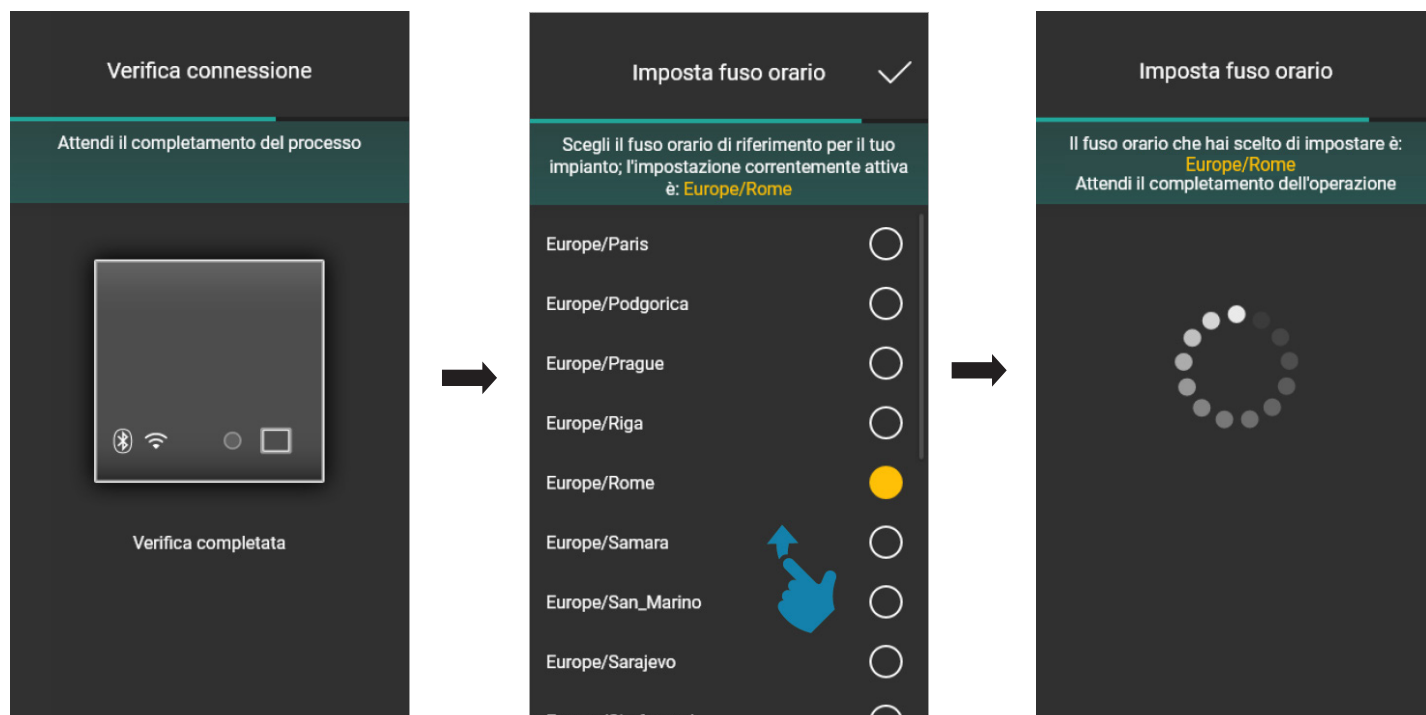 Verifica connessione
Attendi il completamento del processo
Verifica completata
Imposta fuso orario
Scegli il fuso orario di riferimento per il tuo
impianto; l'impostazione correntemente attiva
è: Europe/Rome
Europe/Paris
Europe/Podgorica
Europe/Prague
Europe/Riga
Europe/Rome
Europe/Samara
Europe/San_Marino
Europe/Sarajevo
Imposta fuso orario
Il fuso orario che hai scelto di impostare è:
Europe/Rome
Attendi il completamento dell'operazione